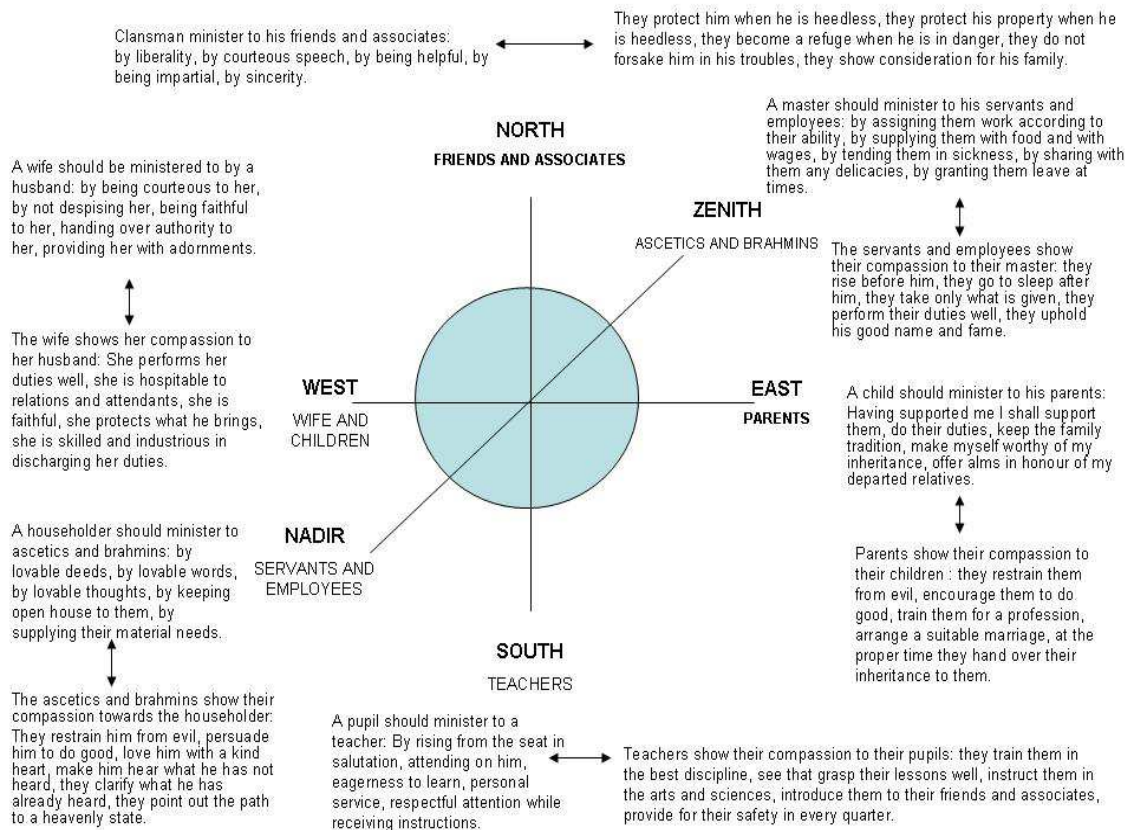 Clansman minister to his friends and associates:
by liberality, by courteous speech, by being helpful, by
being impartial, by sincerity.
They protect him when he is heedless, they protect his property when he
is heedless, they become a refuge when he is in danger, they do not
forsake him in his troubles, they show consideration for his family.
NORTH
FRIENDS AND ASSOCIATES
A master should minister to his servants and
employees: by assigning them work according to
their ability, by supplying them with food and with
wages, by tending them in sickness, by sharing with
them any delicacies, by granting them leave at
times.
A wife should be ministered to by a
husband: by being courteous to her,
by not despising her, being faithful
to her, handing over authority to
her, providing her with adornments.
ZENITH
ASCETICS AND BRAHMINS
The servants and employees show
their compassion to their master: they
rise before him, they go to sleep after
him, they take only what is given, they
perform their duties well, they uphold
his good name and fame.
The wife shows her compassion to
her husband: She performs her
duties well, she is hospitable to
relations and attendants, she is
faithful, she protects what he brings,
she is skilled and industrious in
discharging her duties.
WEST
WIFE AND
CHILDREN
EAST
PARENTS
A child should minister to his parents:
Having supported me I shall support
them, do their duties, keep the family
tradition, make myself worthy of my
inheritance, offer alms in honour of my
departed relatives.
A householder should minister to
ascetics and brahmins: by
lovable deeds, by lovable words,
by lovable thoughts, by keeping
open house to them, by
supplying their material needs.
NADIR
SERVANTS AND
EMPLOYEES
Parents show their compassion to
their children : they restrain them
from evil, encourage them to do
good, train them for a profession,
arrange a suitable marriage, at the
proper time they hand over their
inheritance to them.
SOUTH
TEACHERS
The ascetics and brahmins show their
compassion towards the householder:
They restrain him from evil, persuade
him to do good, love him with a kind
heart, make him hear what he has not
heard, they clarify what he has
already heard, they point out the path
to a heavenly state.
A pupil should minister to a
teacher: By rising from the seat in
salutation, attending on him,
eagerness to learn, personal
service, respectful attention while
receiving instructions.
Teachers show their compassion to their pupils: they train them in
the best discipline, see that grasp their lessons well, instruct them in
the arts and sciences, introduce them to their friends and associates,
provide for their safety in every quarter.